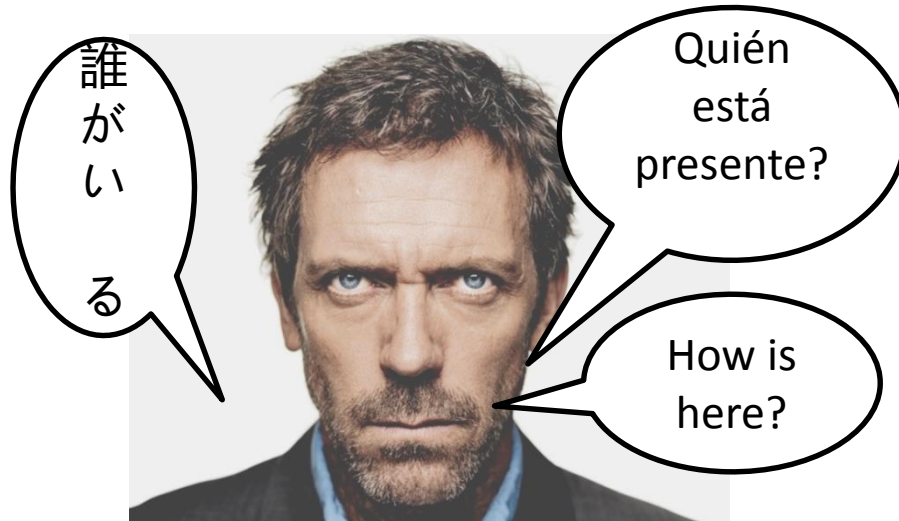 誰がい る
Quién
está
presente?
How is
here?